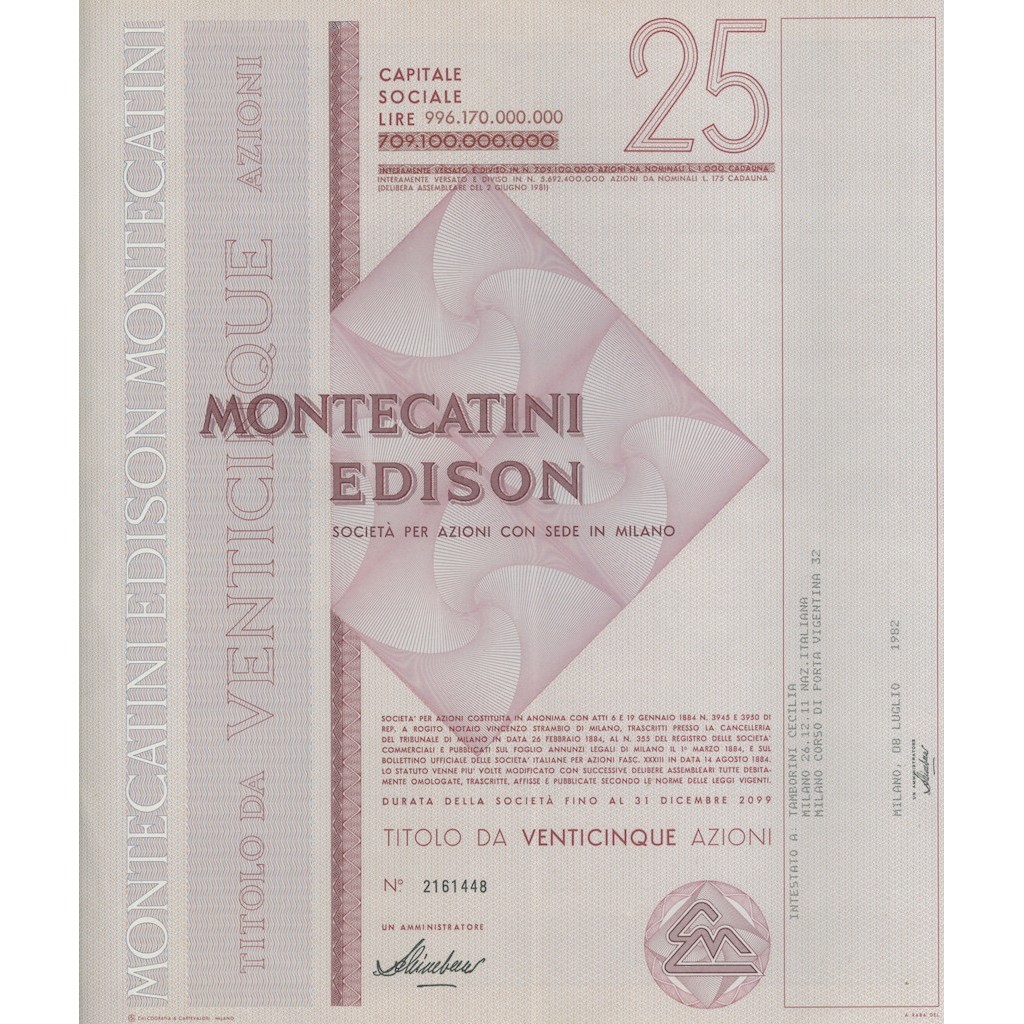 MONTECATINI EDISON MONTECATINI
TITOLO DA VENTICINQUE AZIONI
25
CAPITALE
SOCIALE
LIRE 996.170.000.000
709.100.000.000
INTERAMENTE VERSATO E DIVISO IN N. 709.100.000 AZIONI DA NOMINALI L. 1.000 CADAUNA
INTERAMENTE VERSATO E DIVISO IN N. 5.692.400.000 AZIONI DA NOMINALI L. 175 CADAUNA
(DELIBERA ASSEMBLEARE DEL 2 GIUGNO 1981)
MONTECATINI
EDISON
SOCIETÀ PER AZIONI CON SEDE IN MILANO
SOCIETA' PER AZIONI COSTITUITA IN ANONIMA CON ATTI 6 E 19 GENNAIO 1884 N. 3945 E 3950 DI
REP. A ROGITO NOTAIO VINCENZO STRAMBIO DI MILANO, TRASCRITTI PRESSO LA CANCELLERIA
DEL TRIBUNALE DI MILANO IN DATA 26 FEBBRAIO 1884, AL N. 355 DEL REGISTRO DELLE SOCIETA'
COMMERCIALI E PUBBLICATI SUL FOGLIO ANNUNZI LEGALI DI MILANO IL 1º MARZO 1884, E SUL
BOLLETTINO UFFICIALE DELLE SOCIETA' ITALIANE PER AZIONI FASC. XXXIII IN DATA 14 AGOSTO 1884.
LO STATUTO VENNE PIU' VOLTE MODIFICATO CON SUCCESSIVE DELIBERE ASSEMBLEARI TUTTE DEBITA-
MENTE OMOLOGATE, TRASCRITTE, AFFISSE E PUBBLICATE SECONDO LE NORME DELLE LEGGI VIGENTI.
DURATA DELLA SOCIETÀ FINO AL 31 DICEMBRE 2099
TITOLO DA VENTICINQUE AZIONI
Nº 2161448
UN AMMINISTRATORE
INTESTATO A TAMBORINI CECILIA
MILANO 26.12.11 NAZ.ITALIANA
MILANO CORSO DI PORTA VIGENTINA 32
MILANO, 08 LUGLIO 1982
UN AMMINISTRATORE
CALCOGRAFIA & CARTEVALORI - MILANO